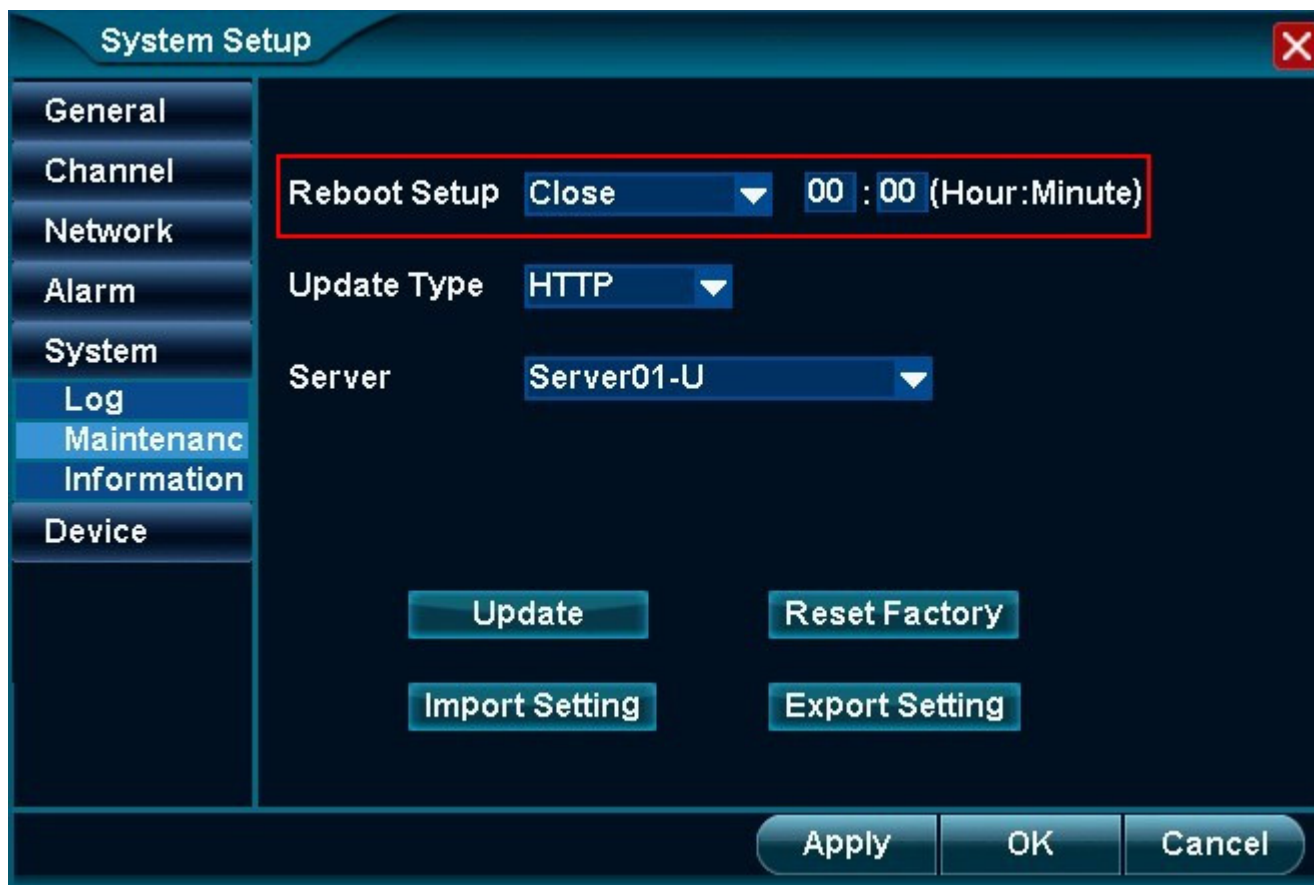 System Setup
General
Channel
Network
Alarm
System
Log
Maintenanc
Information
Device
Reboot Setup Close 00 : 00 (Hour:Minute)
Update Type HTTP
Server Server01-U
Update Reset Factory
Import Setting Export Setting
Apply OK Cancel